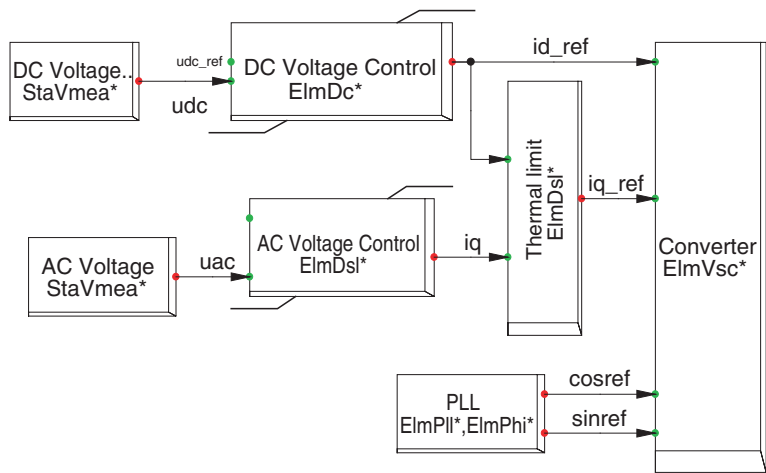 DC Voltage..
StaVmea*
udc
udc_ref
DC Voltage Control
ElmDc*
id_ref
Thermal limit
ElmDsl*
iq_ref
AC Voltage
StaVmea*
uac
AC Voltage Control
ElmDsl*
iq
Converter
ElmVsc*
PLL
ElmPll*,ElmPhi*
cosref
sinref